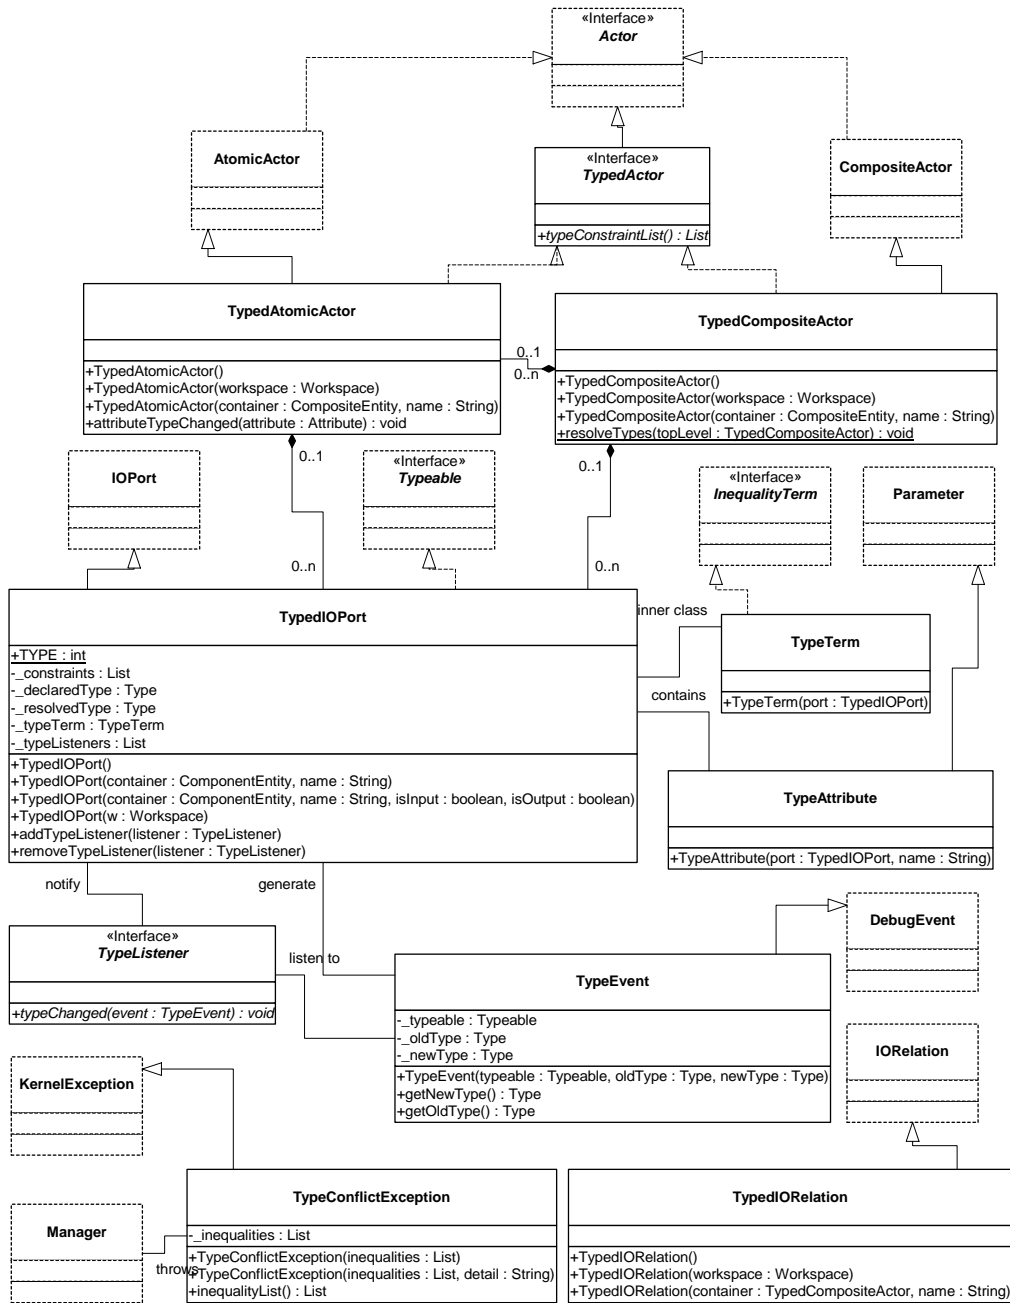 «Interface»
Actor
AtomicActor
«Interface»
TypedActor
+typeConstraintList() : List
CompositeActor
TypedAtomicActor
+TypedAtomicActor()
+TypedAtomicActor(workspace : Workspace)
+TypedAtomicActor(container : CompositeEntity, name : String)
+attributeTypeChanged(attribute : Attribute) : void
0..1
0..n
TypedCompositeActor
+TypedCompositeActor()
+TypedCompositeActor(workspace : Workspace)
+TypedCompositeActor(container : CompositeEntity, name : String)
+resolveTypes(topLevel : TypedCompositeActor) : void
0..1
0..1
IOPort
«Interface»
Typeable
«Interface»
InequalityTerm
Parameter
0..n
0..n
TypedIOPort
+TYPE : int
-_constraints : List
-_declaredType : Type
-_resolvedType : Type
-_typeTerm : TypeTerm
-_typeListeners : List
+TypedIOPort()
+TypedIOPort(container : ComponentEntity, name : String)
+TypedIOPort(container : ComponentEntity, name : String, isInput : boolean, isOutput : boolean)
+TypedIOPort(w : Workspace)
+addTypeListener(listener : TypeListener)
+removeTypeListener(listener : TypeListener)
inner class
TypeTerm
+TypeTerm(port : TypedIOPort)
contains
TypeAttribute
+TypeAttribute(port : TypedIOPort, name : String)
notify
generate
«Interface»
TypeListener
+typeChanged(event : TypeEvent) : void
listen to
TypeEvent
-_typeable : Typeable
-_oldType : Type
-_newType : Type
+TypeEvent(typeable : Typeable, oldType : Type, newType : Type)
+getNewType() : Type
+getOldType() : Type
DebugEvent
IORelation
KernelException
Manager
throws
TypeConflictException
-_inequalities : List
+TypeConflictException(inequalities : List)
+TypeConflictException(inequalities : List, detail : String)
+inequalityList() : List
TypedIORelation
+TypedIORelation()
+TypedIORelation(workspace : Workspace)
+TypedIORelation(container : TypedCompositeActor, name : String)